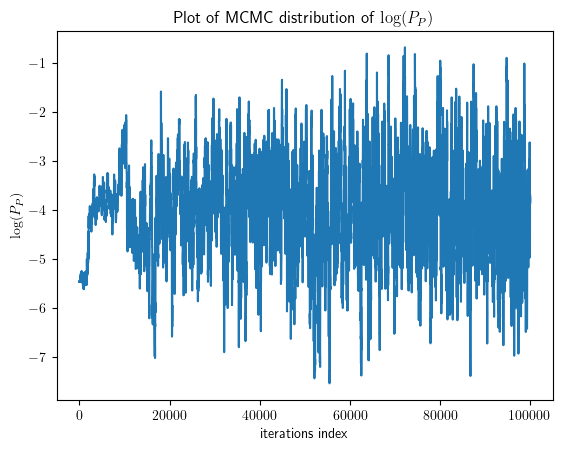 Plot of MCMC distribution of log(P_P)
−1
−2
−3
−4
−5
−6
−7
log(P_P)
0 20000 40000 60000 80000 100000
iterations index